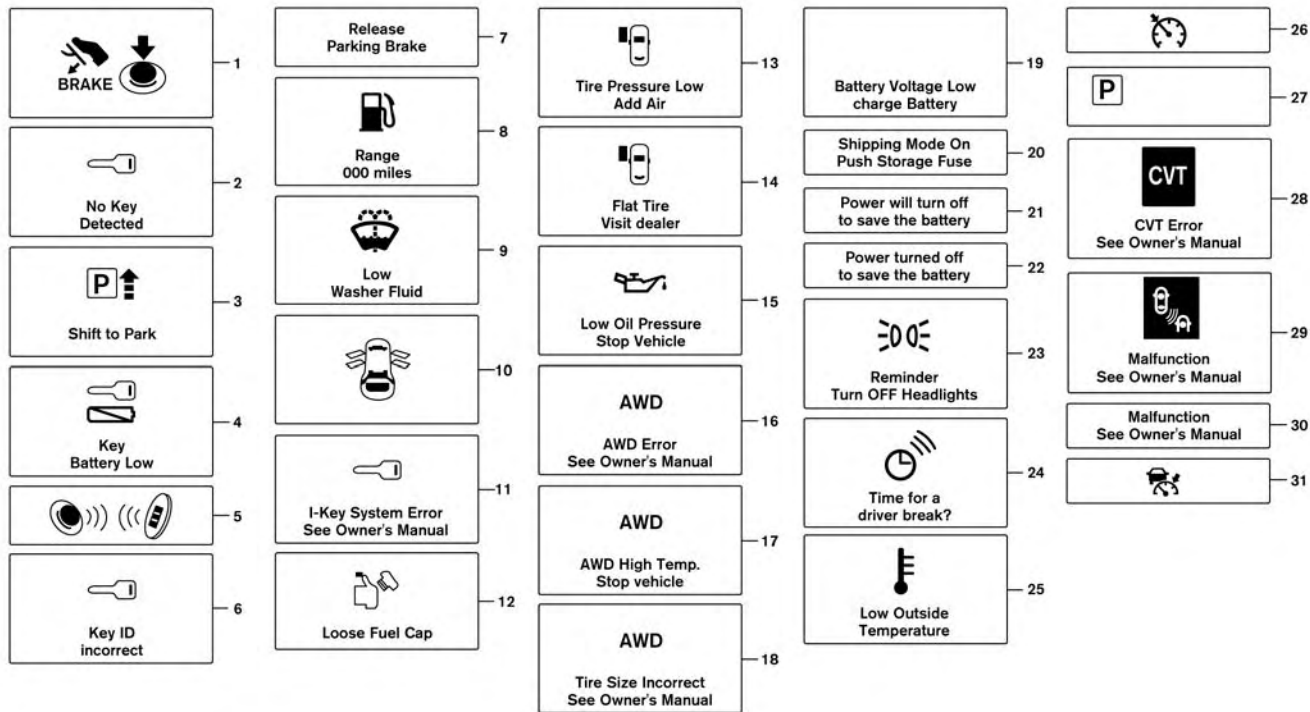 BRAKE
1
No Key
Detected
2
P
Shift to Park
3
Key
Battery Low
4
5
Key ID
incorrect
6
Release
Parking Brake
7
Range
000 miles
8
Low
Washer Fluid
9
10
I-Key System Error
See Owner's Manual
11
Loose Fuel Cap
12
Tire Pressure Low
Add Air
13
Flat Tire
Visit dealer
14
Low Oil Pressure
Stop Vehicle
15
AWD
AWD Error
See Owner's Manual
16
AWD
AWD High Temp.
Stop vehicle
17
AWD
Tire Size Incorrect
See Owner's Manual
18
Battery Voltage Low
charge Battery
19
Shipping Mode On
Push Storage Fuse
20
Power will turn off
to save the battery
21
Power turned off
to save the battery
22
Reminder
Turn OFF Headlights
23
Time for a
driver break?
24
Low Outside
Temperature
25
26
P
27
CVT
CVT Error
See Owner's Manual
28
Malfunction
See Owner's Manual
29
Malfunction
See Owner's Manual
30
31